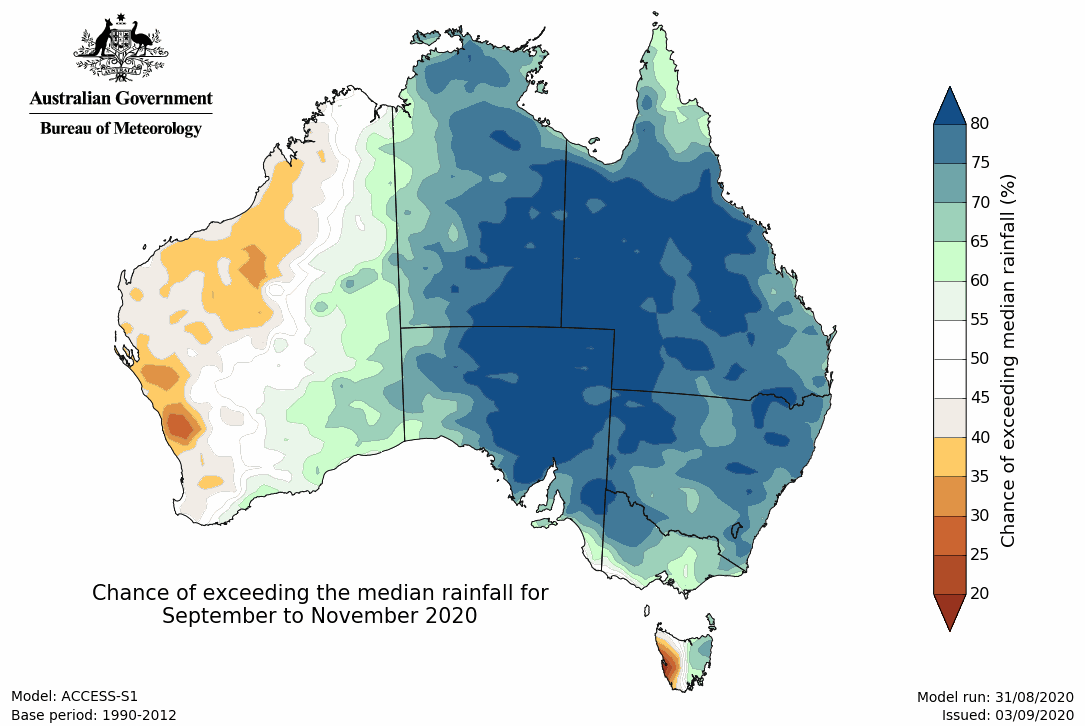 AUSTRALIA
Australian Government
Bureau of Meteorology
80
75
70
65
60
55
50
45
40
35
30
25
20
Chance of exceeding median rainfall (%)
Chance of exceeding the median rainfall for
September to November 2020
Model: ACCESS-S1
Base period: 1990-2012
Model run: 31/08/2020
Issued: 03/09/2020